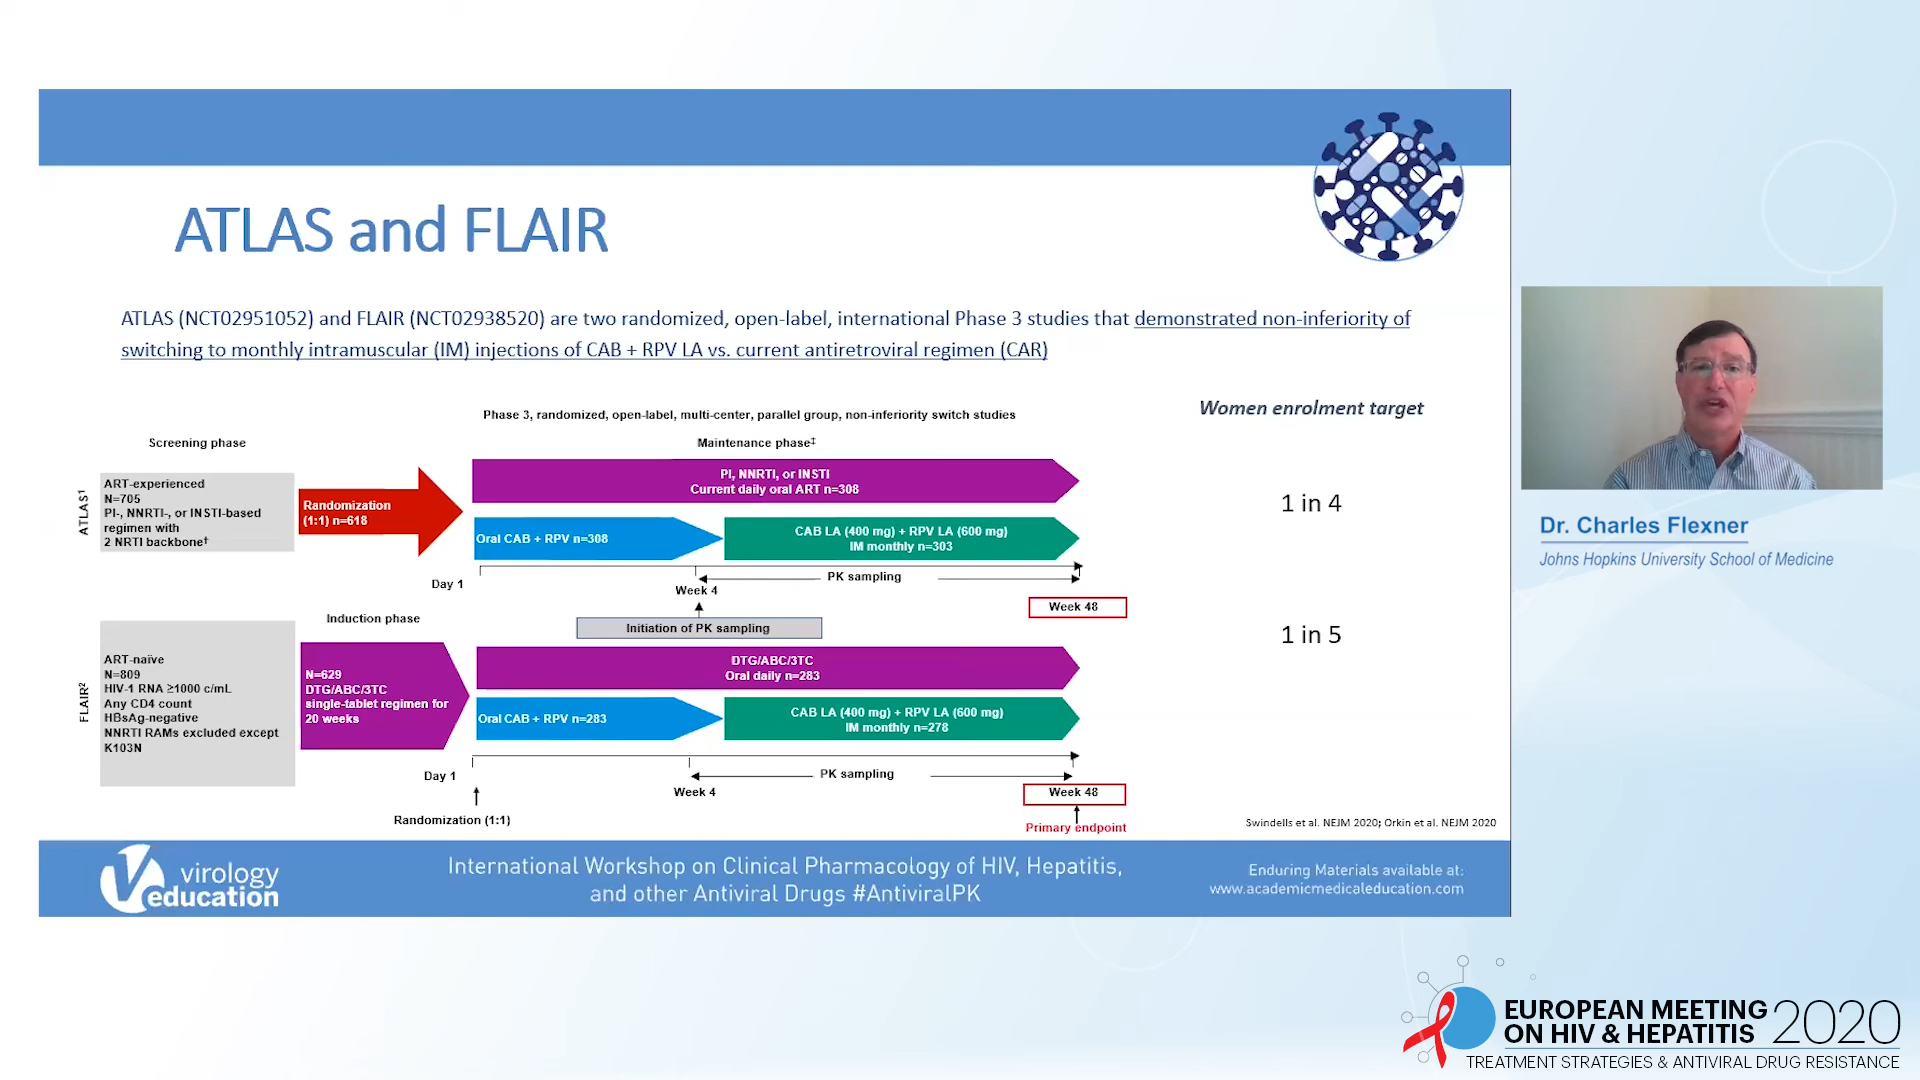 ATLAS and FLAIR
ATLAS (NCT02951052) and FLAIR (NCT02938520) are two randomized, open-label, international Phase 3 studies that demonstrated non-inferiority of
switching to monthly intramuscular (IM) injections of CAB + RPV LA vs. current antiretroviral regimen (CAR)
Phase 3, randomized, open-label, multi-center, parallel group, non-inferiority switch studies
Women enrolment target
Screening phase
Maintenance phase‡
ATLAS¹
ART-experienced
N=705
PI-, NNRTI-, or INSTI-based
regimen with
2 NRTI backbone†
Randomization
(1:1) n=618
PI, NNRTI, or INSTI
Current daily oral ART n=308
Oral CAB + RPV n=308
CAB LA (400 mg) + RPV LA (600 mg)
IM monthly n=303
1 in 4
Day 1
PK sampling
Week 4
Week 48
Initiation of PK sampling
Induction phase
FLAIR²
ART-naïve
N=809
HIV-1 RNA ≥1000 c/mL
Any CD4 count
HBsAg-negative
NNRTI RAMs excluded except
K103N
N=629
DTG/ABC/3TC
single-tablet regimen for
20 weeks
DTG/ABC/3TC
Oral daily n=283
Oral CAB + RPV n=283
CAB LA (400 mg) + RPV LA (600 mg)
IM monthly n=278
1 in 5
Day 1
PK sampling
Week 4
Week 48
Randomization (1:1)
Primary endpoint
Swindells et al. NEJM 2020; Orkin et al. NEJM 2020
virology
education
International Workshop on Clinical Pharmacology of HIV, Hepatitis,
and other Antiviral Drugs #AntiviralPK
Enduring Materials available at:
www.academicmedicaleducation.com
Dr. Charles Flexner
Johns Hopkins University School of Medicine
EUROPEAN MEETING
ON HIV & HEPATITIS 2020
TREATMENT STRATEGIES & ANTIVIRAL DRUG RESISTANCE